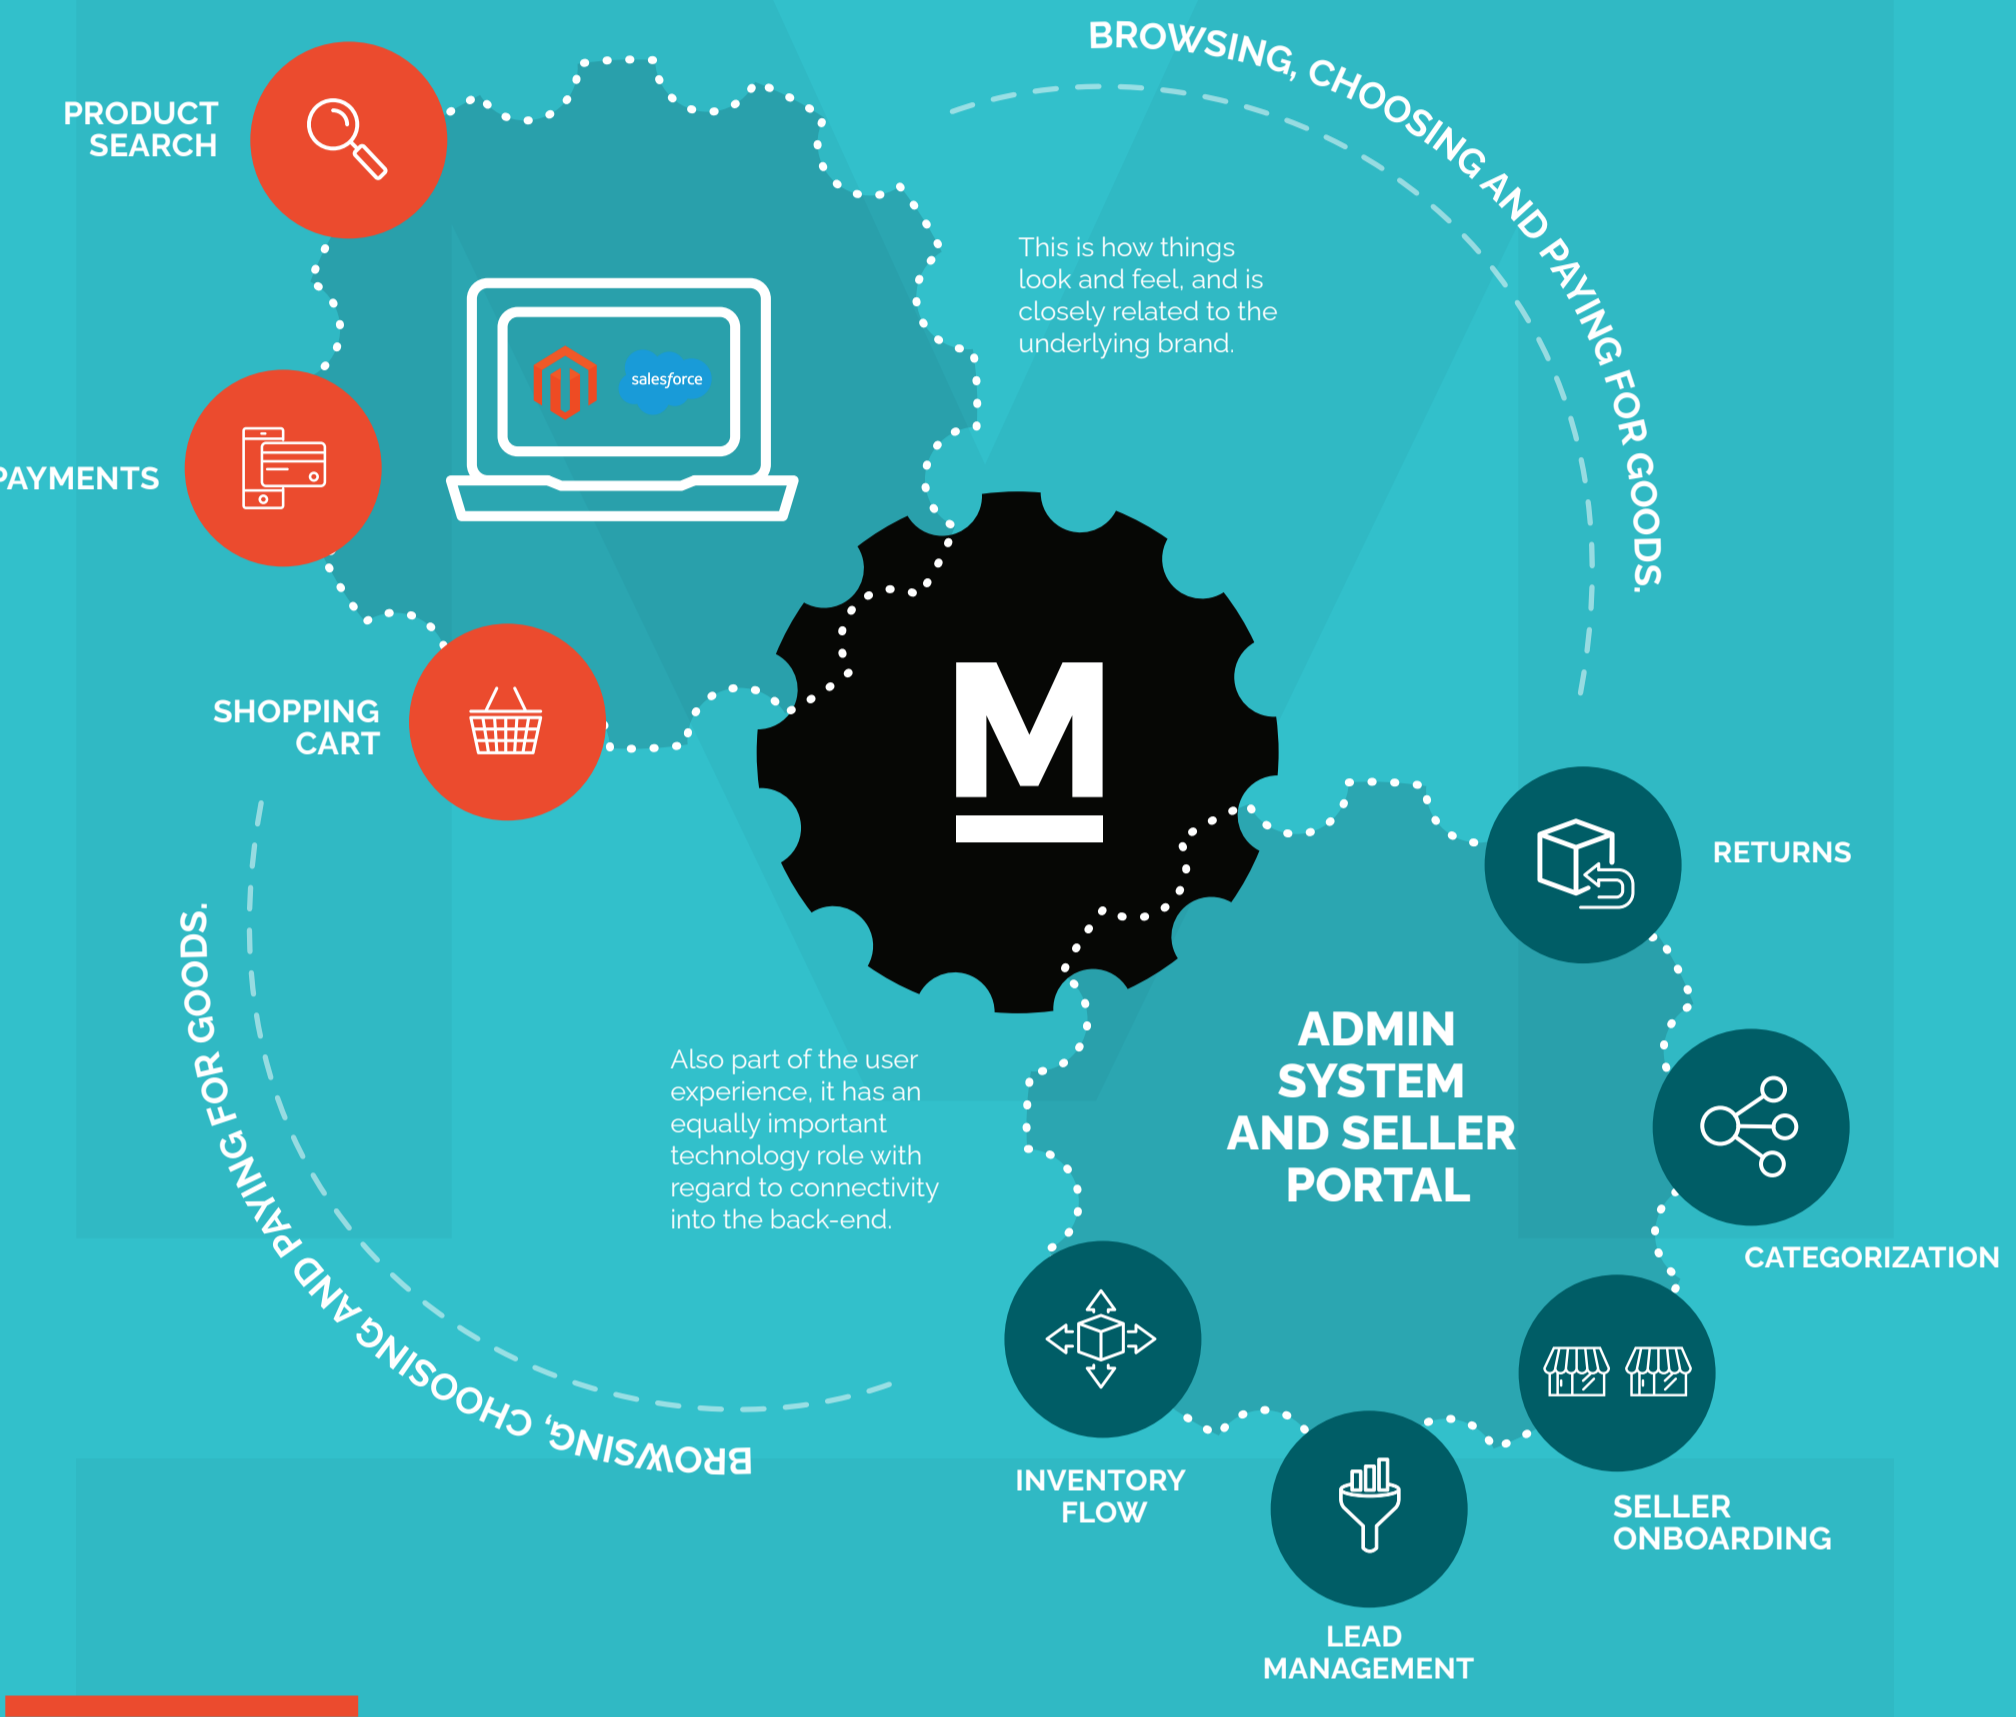 BROWSING, CHOOSING AND PAYING FOR GOODS.
PRODUCT
SEARCH
This is how things
look and feel, and is
closely related to the
underlying brand.
salesforce
PAYMENTS
SHOPPING
CART
M
RETURNS
BROWSING, CHOOSING AND PAYING FOR GOODS.
ADMIN
SYSTEM
AND SELLER
PORTAL
Also part of the user
experience, it has an
equally important
technology role with
regard to connectivity
into the back-end.
CATEGORIZATION
INVENTORY
FLOW
SELLER
ONBOARDING
LEAD
MANAGEMENT